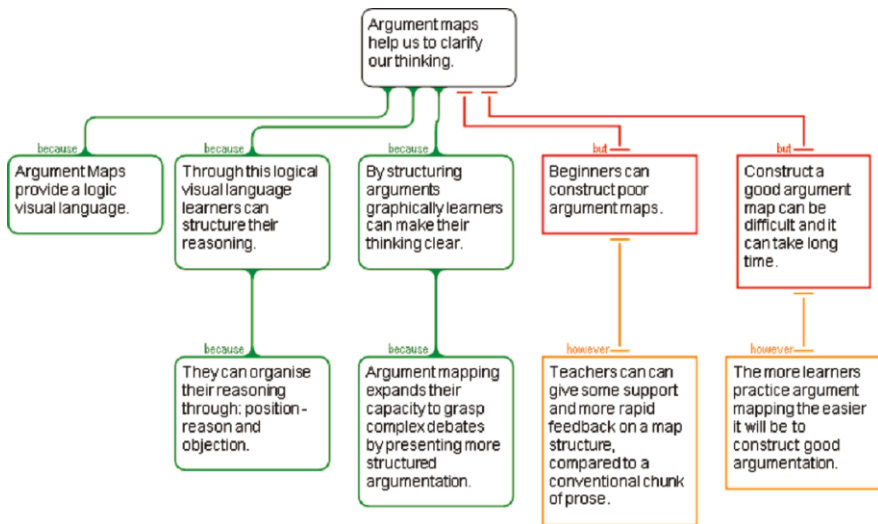 Argument maps
help us to clarify
our thinking.
because
Argument Maps
provide a logic
visual language.
because
Through this logical
visual language
learners can
structure their
reasoning.
because
By structuring
arguments
graphically learners
can make their
thinking clear.
but
Beginners can
construct poor
argument maps.
but
Construct a
good argument
map can be
difficult and it
can take long
time.
because
They can organise
their reasoning
through: position-
reason and
objection.
because
Argument mapping
expands their
capacity to grasp
complex debates
by presenting more
structured
argumentation.
however
Teachers can can
give some support
and more rapid
feedback on a map
structure,
compared to a
conventional chunk
of prose.
however
The more learners
practice argument
mapping the easier
it will be to
construct good
argumentation.